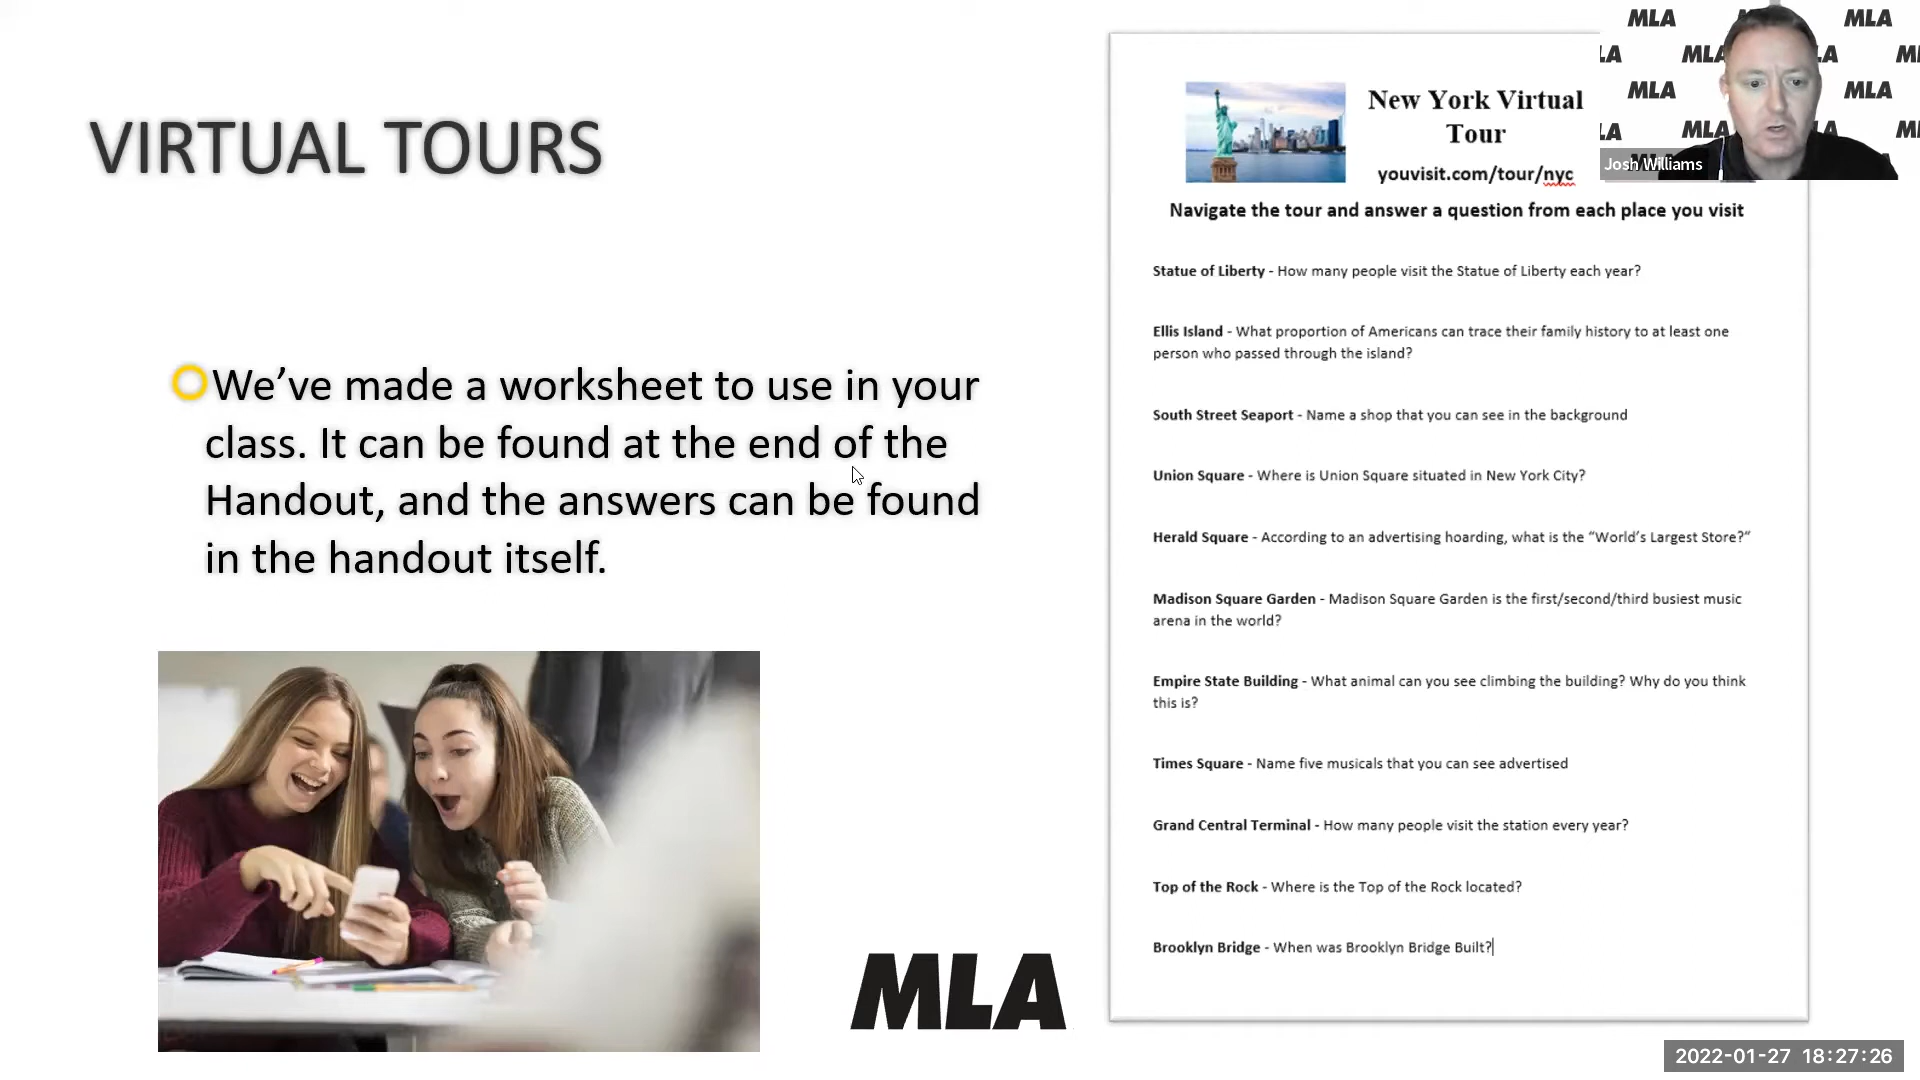 VIRTUAL TOURS
We’ve made a worksheet to use in your
class. It can be found at the end of the
Handout, and the answers can be found
in the handout itself.
MLA
New York Virtual
Tour
youvisit.com/tour/nyc
Navigate the tour and answer a question from each place you visit
Statue of Liberty - How many people visit the Statue of Liberty each year?
Ellis Island - What proportion of Americans can trace their family history to at least one
person who passed through the island?
South Street Seaport - Name a shop that you can see in the background
Union Square - Where is Union Square situated in New York City?
Herald Square - According to an advertising hoarding, what is the “World’s Largest Store?”
Madison Square Garden - Madison Square Garden is the first/second/third busiest music
arena in the world?
Empire State Building - What animal can you see climbing the building? Why do you think
this is?
Times Square - Name five musicals that you can see advertised
Grand Central Terminal - How many people visit the station every year?
Top of the Rock - Where is the Top of the Rock located?
Brooklyn Bridge - When was Brooklyn Bridge Built?
MLA MLA
MLA
MLA MLA
MLA
Josh Williams
2022-01-27 18:27:26